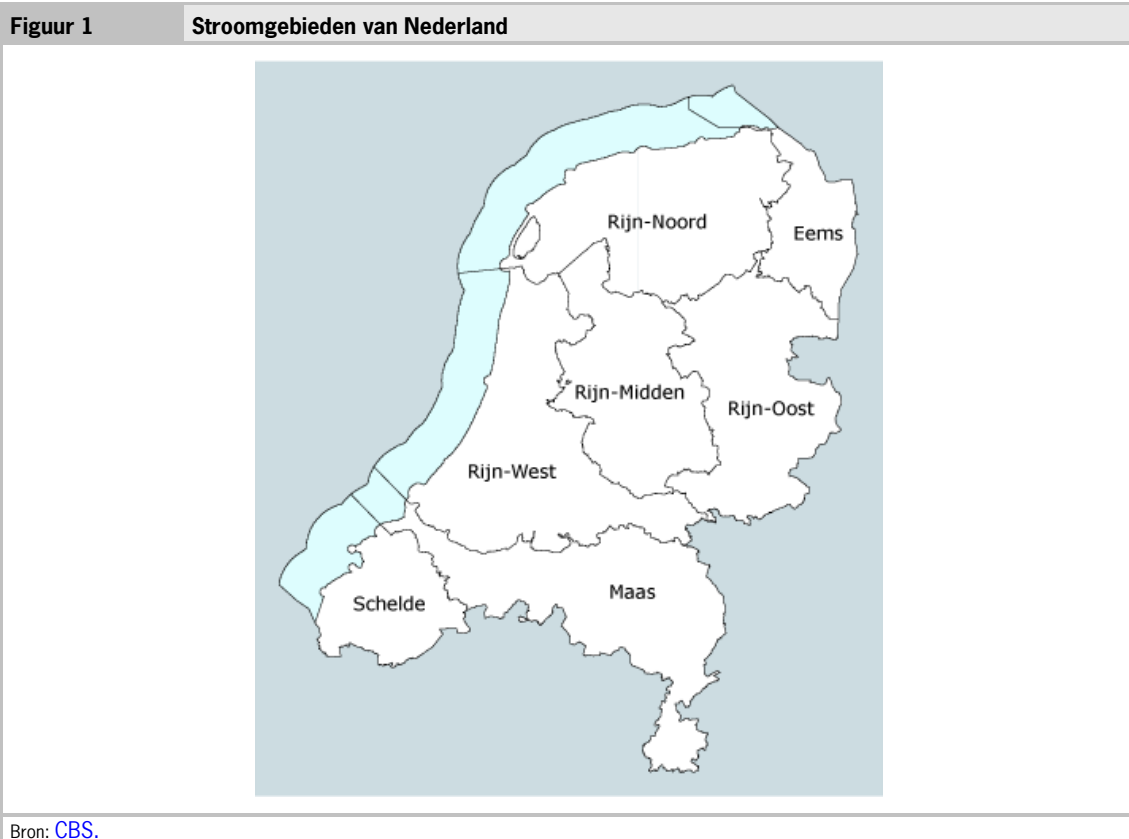 Figuur 1 Stroomgebieden van Nederland
Rijn-Noord
Eems
Rijn-Midden
Rijn-Oost
Rijn-West
Maas
Schelde
Bron: CBS.